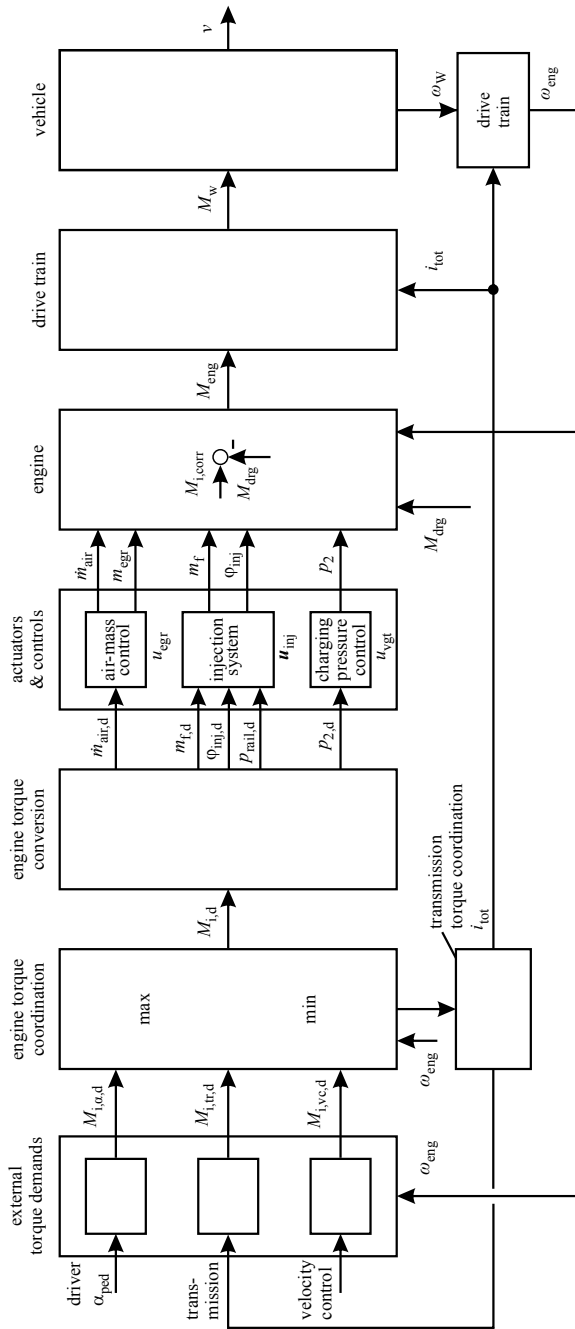 external
torque demands
engine torque
coordination
engine torque
conversion
actuators
& controls
engine
drive train
vehicle
driver
α_ped
trans-
mission
velocity
control
M_i,α,d
M_i,tr,d
M_i,vc,d
ω_eng
max
min
ω_eng
M_i,d
ṁ_air,d
m_f,d
φ_inj,d
p_rail,d
p_2,d
air-mass
control
u_egr
injection
system
u_inj
charging
pressure
control
u_vgt
ṁ_air
m_egr
m_f
φ_inj
p_2
M_i,corr
M_drg
-
M_drg
M_eng
i_tot
M_w
v
ω_W
drive
train
ω_eng
transmission
torque coordination
i_tot